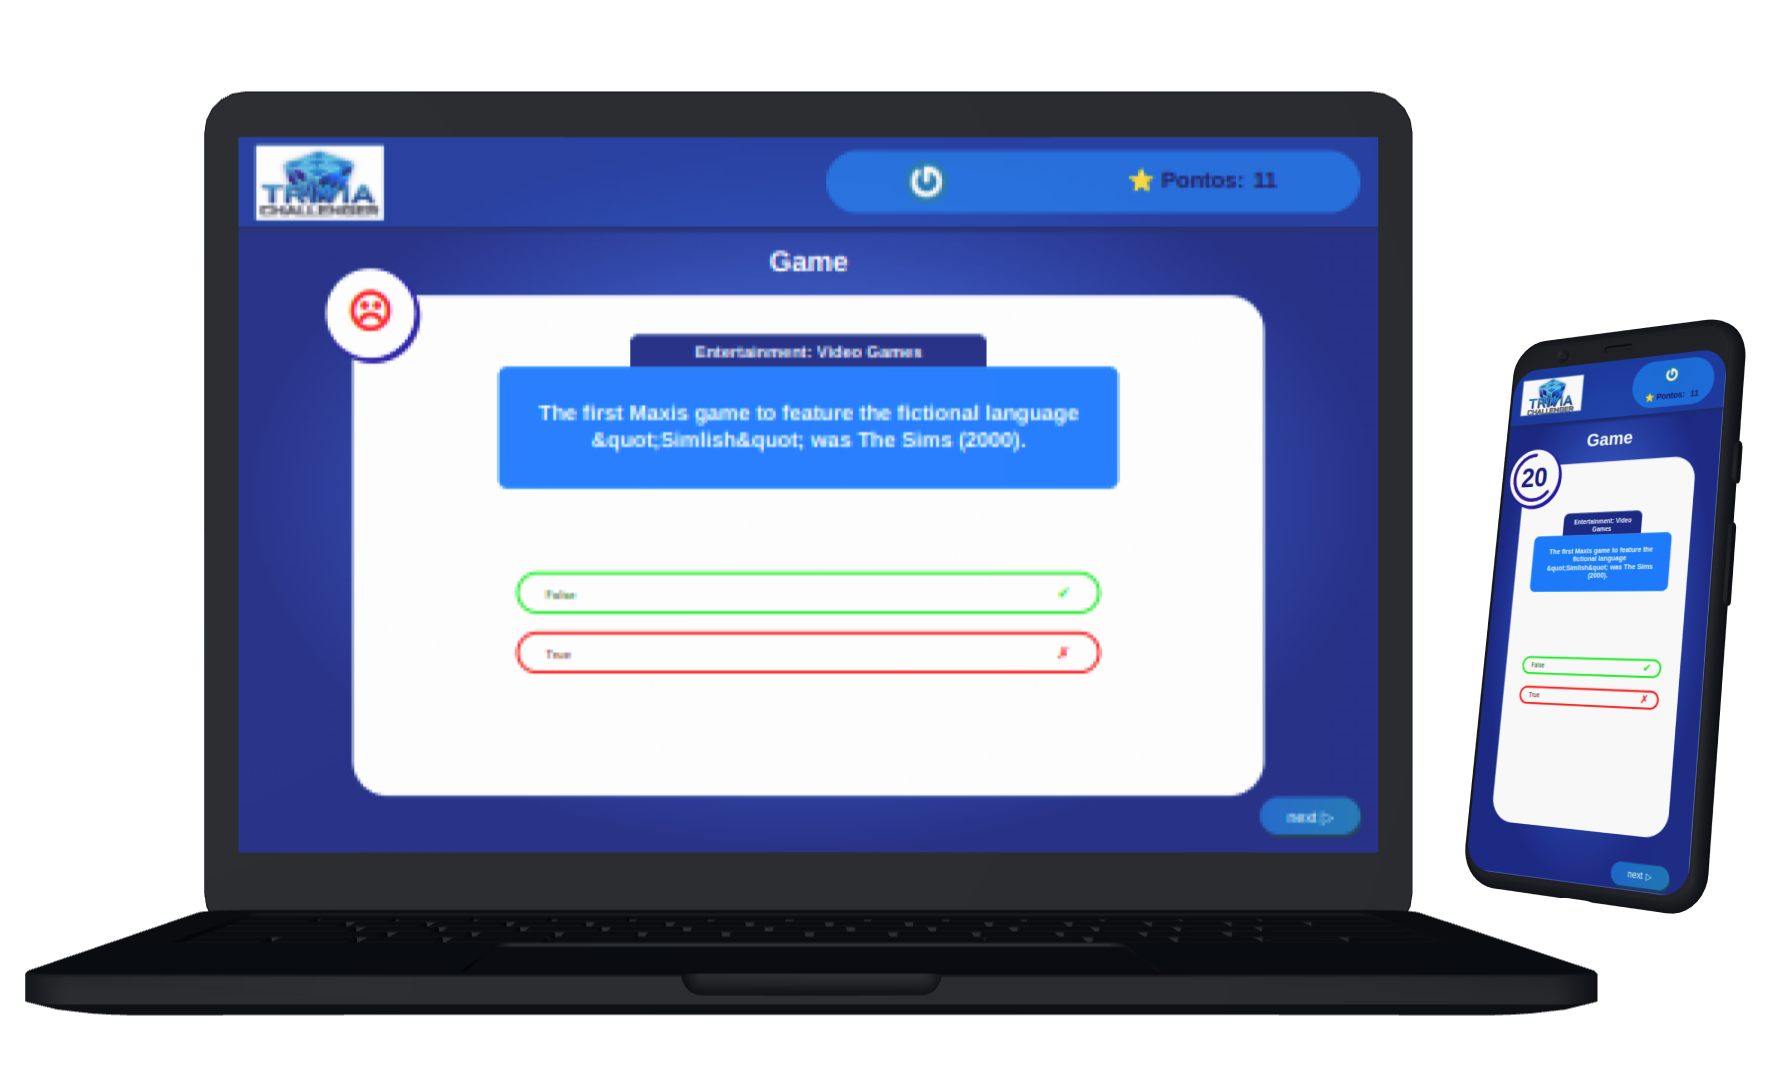 TRIVIA
CHALLENGER
⭐ Pontos: 11
Game
Entertainment: Video Games
The first Maxis game to feature the fictional language
&quot;Simlish&quot; was The Sims (2000).
False ✓
True ✗
next ▷
TRIVIA
CHALLENGER
⭐ Pontos: 11
Game
20
Entertainment: Video
Games
The first Maxis game to feature the
fictional language
&quot;Simlish&quot; was The Sims
(2000).
False ✓
True ✗
next ▷